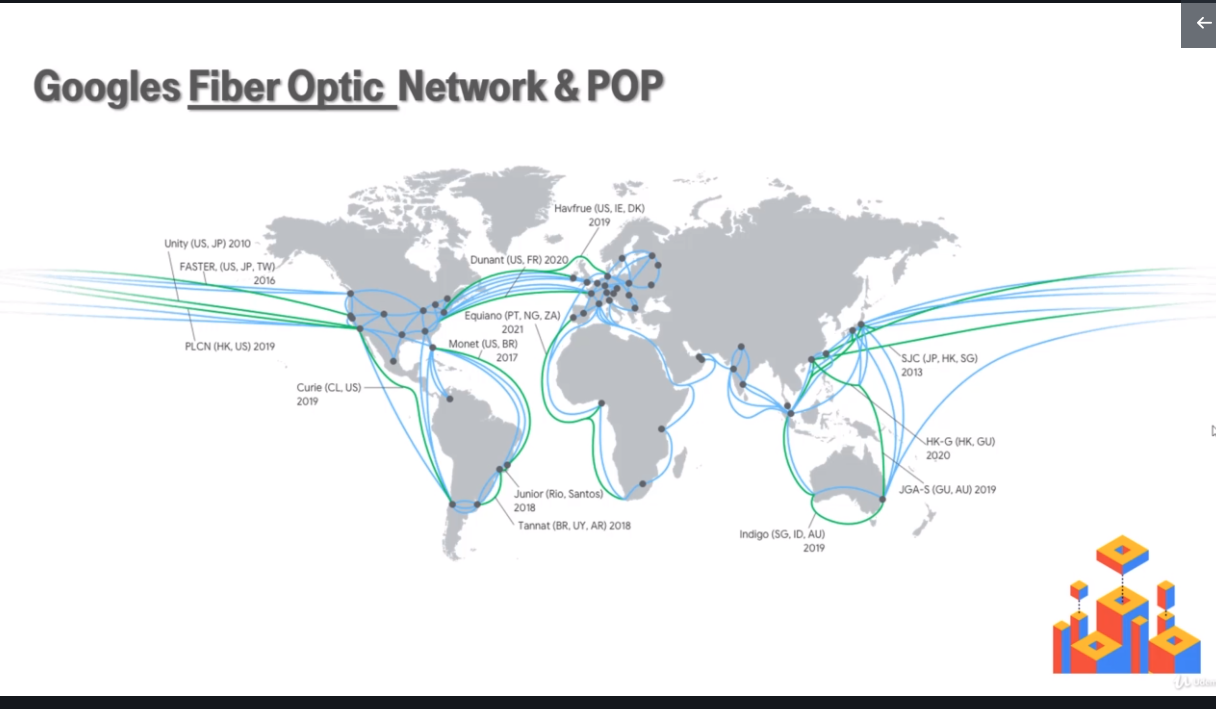 Googles Fiber Optic Network & POP
Havfrue (US, IE, DK)
2019
Unity (US, JP) 2010
FASTER, (US, JP, TW)
2016
Dunant (US, FR) 2020
Equiano (PT, NG, ZA)
2021
PLCN (HK, US) 2019
Monet (US, BR)
2017
SJC (JP, HK, SG)
2013
Curie (CL, US)
2019
HK-G (HK, GU)
2020
JGA-S (GU, AU) 2019
Junior (Rio, Santos)
2018
Tannat (BR, UY, AR) 2018
Indigo (SG, ID, AU)
2019